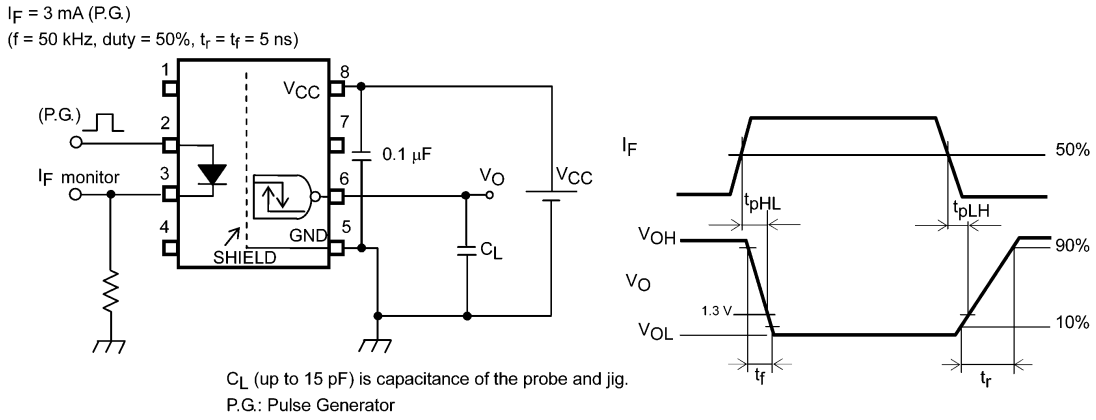 IF = 3 mA (P.G.)
(f = 50 kHz, duty = 50%, tr = tf = 5 ns)
1
8
VCC
(P.G.)
2
7
0.1 μF
IF monitor
3
6
VO
VCC
4
GND
5
SHIELD
CL
IF
50%
tpHL
tpLH
VOH
90%
VO
1.3 V
VOL
10%
tf
tr
CL (up to 15 pF) is capacitance of the probe and jig.
P.G.: Pulse Generator